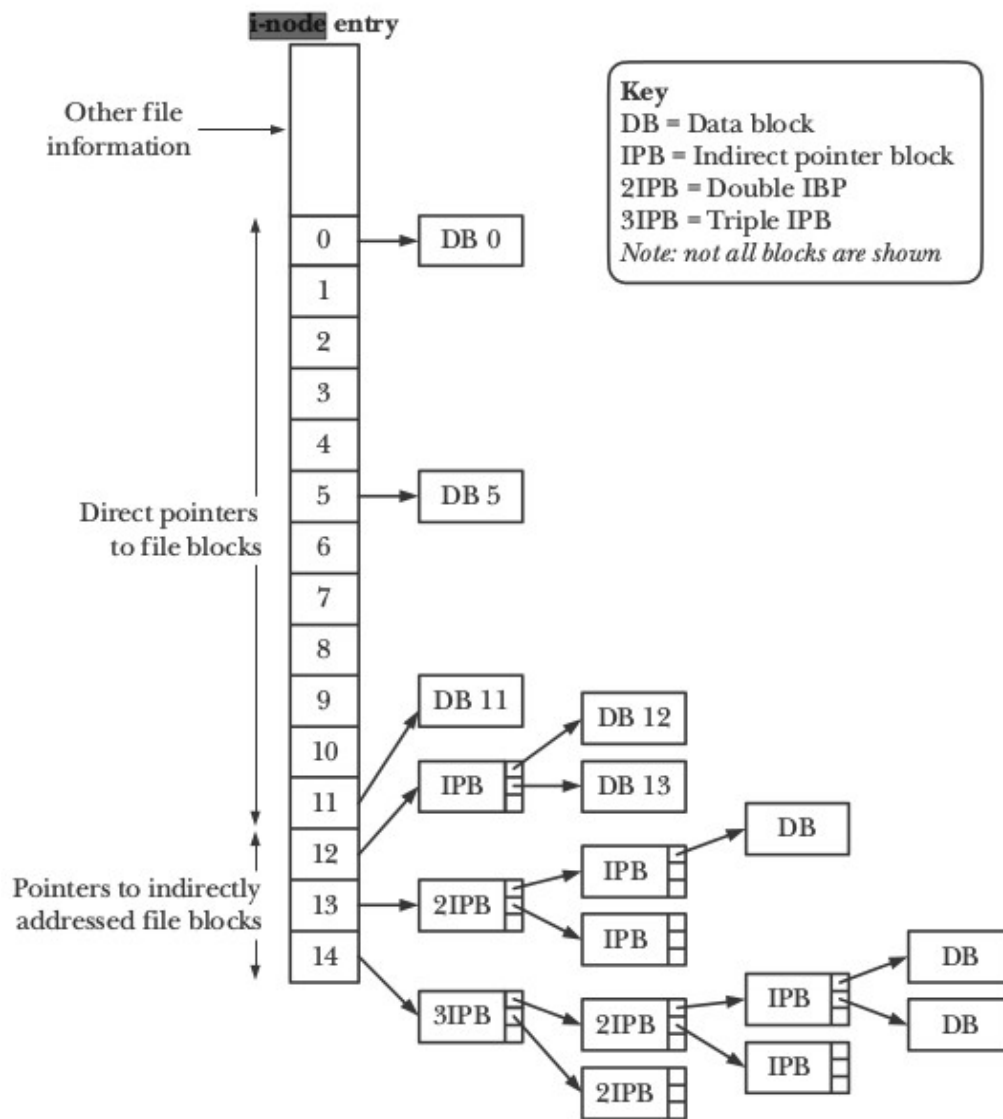 i-node entry
Other file
information
Key
DB = Data block
IPB = Indirect pointer block
2IPB = Double IBP
3IPB = Triple IPB
Note: not all blocks are shown
0
DB 0
1
2
3
4
5
DB 5
Direct pointers
to file blocks
6
7
8
9
DB 11
DB 12
10
IPB
DB 13
11
DB
12
IPB
Pointers to indirectly
addressed file blocks
13
2IPB
IPB
14
DB
IPB
3IPB
2IPB
DB
IPB
2IPB